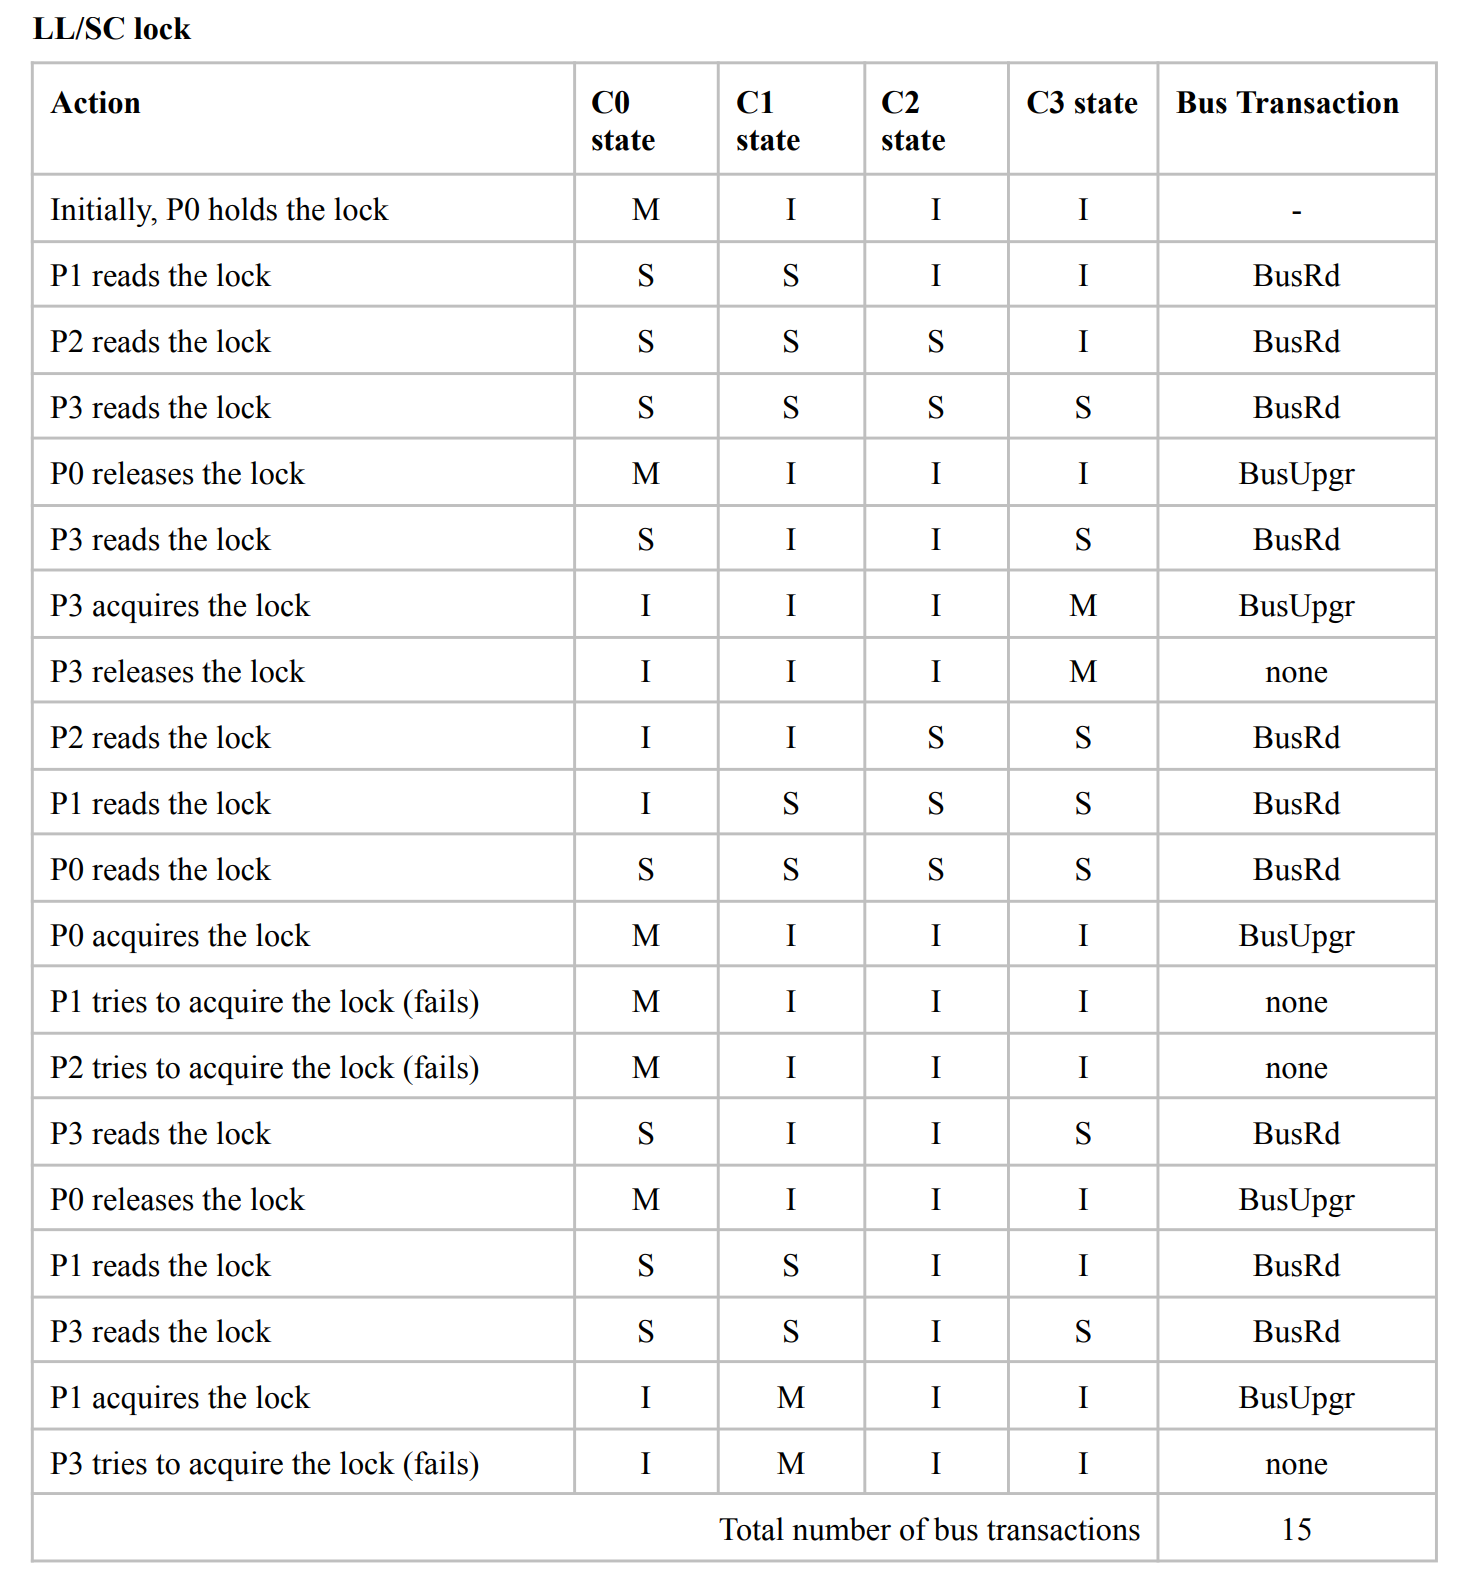 LL/SC lock
Action C0 state C1 state C2 state C3 state Bus Transaction
Initially, P0 holds the lock M I I I -
P1 reads the lock S S I I BusRd
P2 reads the lock S S S I BusRd
P3 reads the lock S S S S BusRd
P0 releases the lock M I I I BusUpgr
P3 reads the lock S I I S BusRd
P3 acquires the lock I I I M BusUpgr
P3 releases the lock I I I M none
P2 reads the lock I I S S BusRd
P1 reads the lock I S S S BusRd
P0 reads the lock S S S S BusRd
P0 acquires the lock M I I I BusUpgr
P1 tries to acquire the lock (fails) M I I I none
P2 tries to acquire the lock (fails) M I I I none
P3 reads the lock S I I S BusRd
P0 releases the lock M I I I BusUpgr
P1 reads the lock S S I I BusRd
P3 reads the lock S S I S BusRd
P1 acquires the lock I M I I BusUpgr
P3 tries to acquire the lock (fails) I M I I none
Total number of bus transactions 15